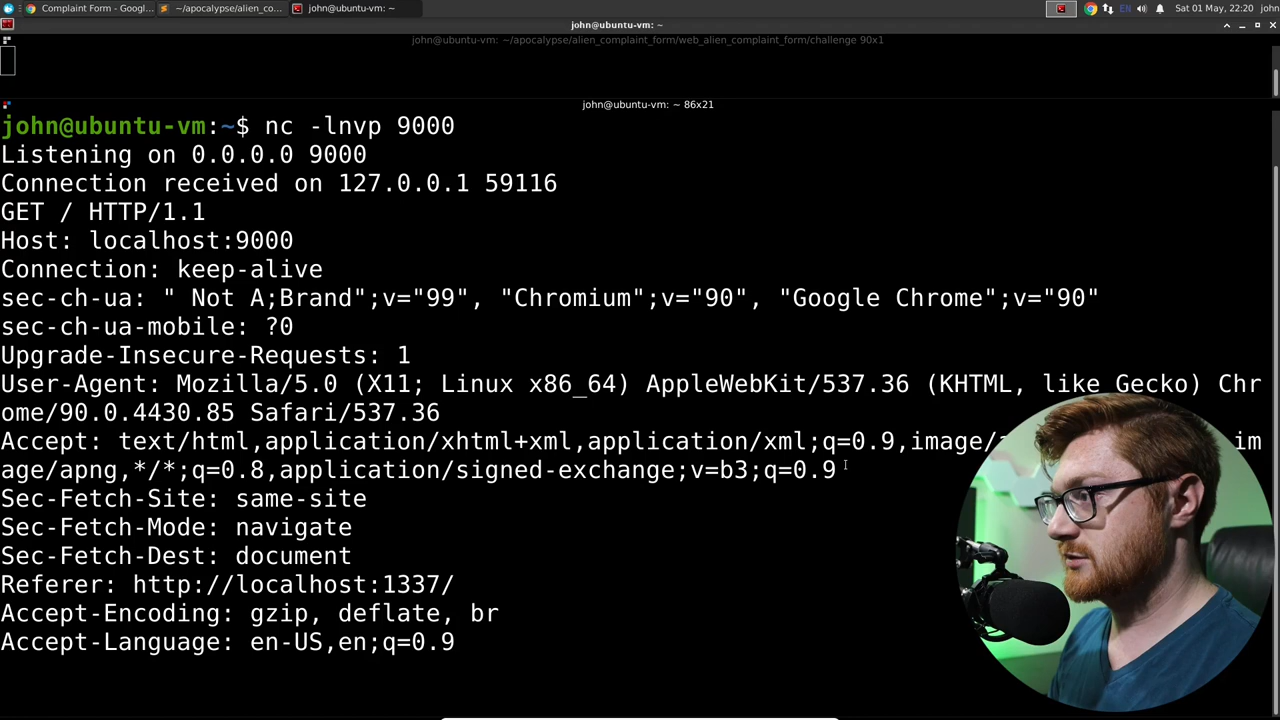 Complaint Form - Googl...
~/apocalypse/alien_co...
john@ubuntu-vm: ~
EN
Sat 01 May, 22:20 john
john@ubuntu-vm: ~
john@ubuntu-vm: ~/apocalypse/alien_complaint_form/web_alien_complaint_form/challenge 90x1
john@ubuntu-vm: ~ 86x21
john@ubuntu-vm:~$ nc -lnvp 9000
Listening on 0.0.0.0 9000
Connection received on 127.0.0.1 59116
GET / HTTP/1.1
Host: localhost:9000
Connection: keep-alive
sec-ch-ua: " Not A;Brand";v="99", "Chromium";v="90", "Google Chrome";v="90"
sec-ch-ua-mobile: ?0
Upgrade-Insecure-Requests: 1
User-Agent: Mozilla/5.0 (X11; Linux x86_64) AppleWebKit/537.36 (KHTML, like Gecko) Chr
ome/90.0.4430.85 Safari/537.36
Accept: text/html,application/xhtml+xml,application/xml;q=0.9,image/ im
age/apng,*/*;q=0.8,application/signed-exchange;v=b3;q=0.9
Sec-Fetch-Site: same-site
Sec-Fetch-Mode: navigate
Sec-Fetch-Dest: document
Referer: http://localhost:1337/
Accept-Encoding: gzip, deflate, br
Accept-Language: en-US,en;q=0.9